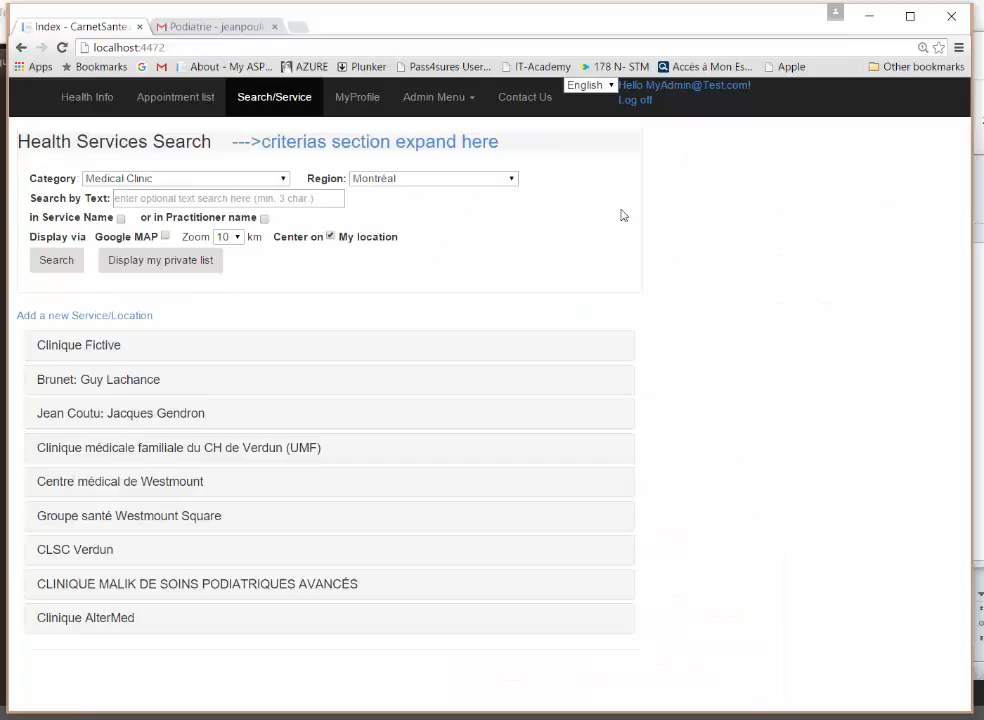 Index - CarnetSante
Podiatrie - jeanpouli
localhost:4472
Apps Bookmarks About - My ASP... AZURE Plunker Pass4sures User... IT-Academy 178 N- STM Accès à Mon Es... Apple Other bookmarks
Health Info Appointment list Search/Service MyProfile Admin Menu Contact Us English Hello MyAdmin@Test.com!
Log off
Health Services Search --->criterias section expand here
Category: Medical Clinic Region: Montréal
Search by Text: enter optional text search here (min. 3 char.)
in Service Name or in Practitioner name
Display via Google MAP Zoom 10 km Center on My location
Search Display my private list
Add a new Service/Location
Clinique Fictive
Brunet: Guy Lachance
Jean Coutu: Jacques Gendron
Clinique médicale familiale du CH de Verdun (UMF)
Centre médical de Westmount
Groupe santé Westmount Square
CLSC Verdun
CLINIQUE MALIK DE SOINS PODIATRIQUES AVANCÉS
Clinique AlterMed